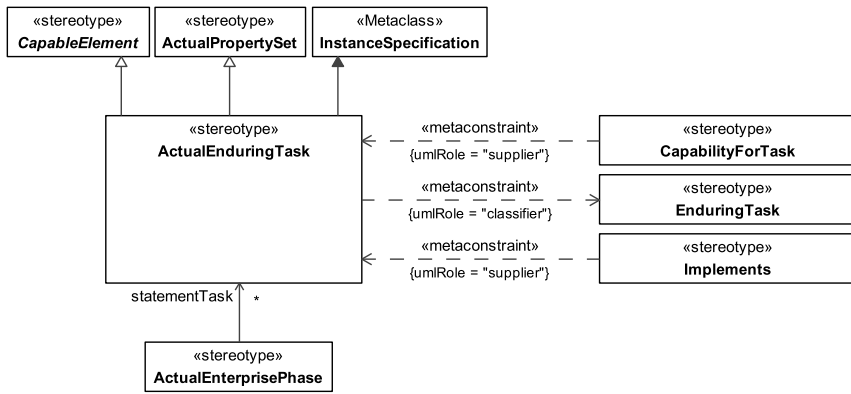 «stereotype»
CapableElement
«stereotype»
ActualPropertySet
«Metaclass»
InstanceSpecification
«stereotype»
ActualEnduringTask
«metaconstraint»
{umlRole = "supplier"}
«stereotype»
CapabilityForTask
«metaconstraint»
{umlRole = "classifier"}
«stereotype»
EnduringTask
«metaconstraint»
{umlRole = "supplier"}
«stereotype»
Implements
statementTask
*
«stereotype»
ActualEnterprisePhase